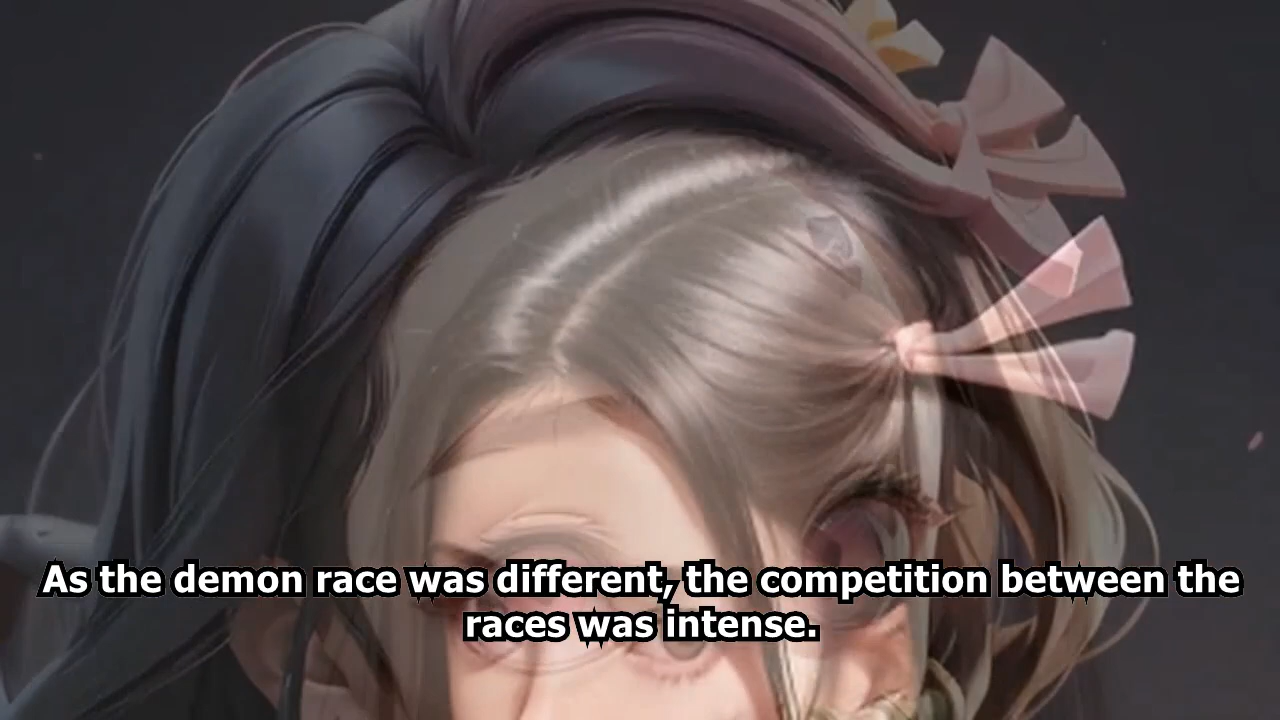 As the demon race was different, the competition between the
races was intense.